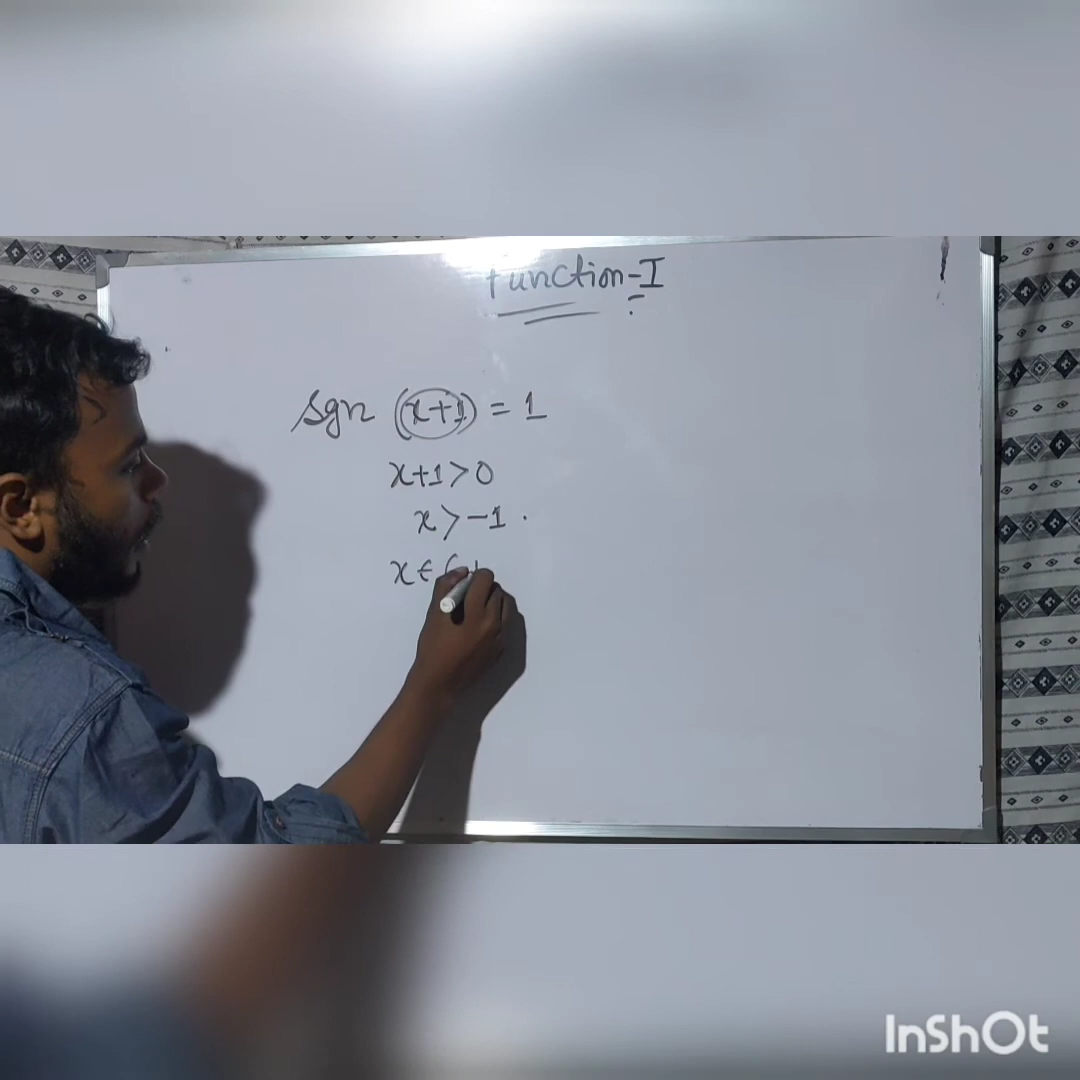 Function-I
Sgn (x+1) = 1
x+1>0
x>-1.
x∈(
InShOt